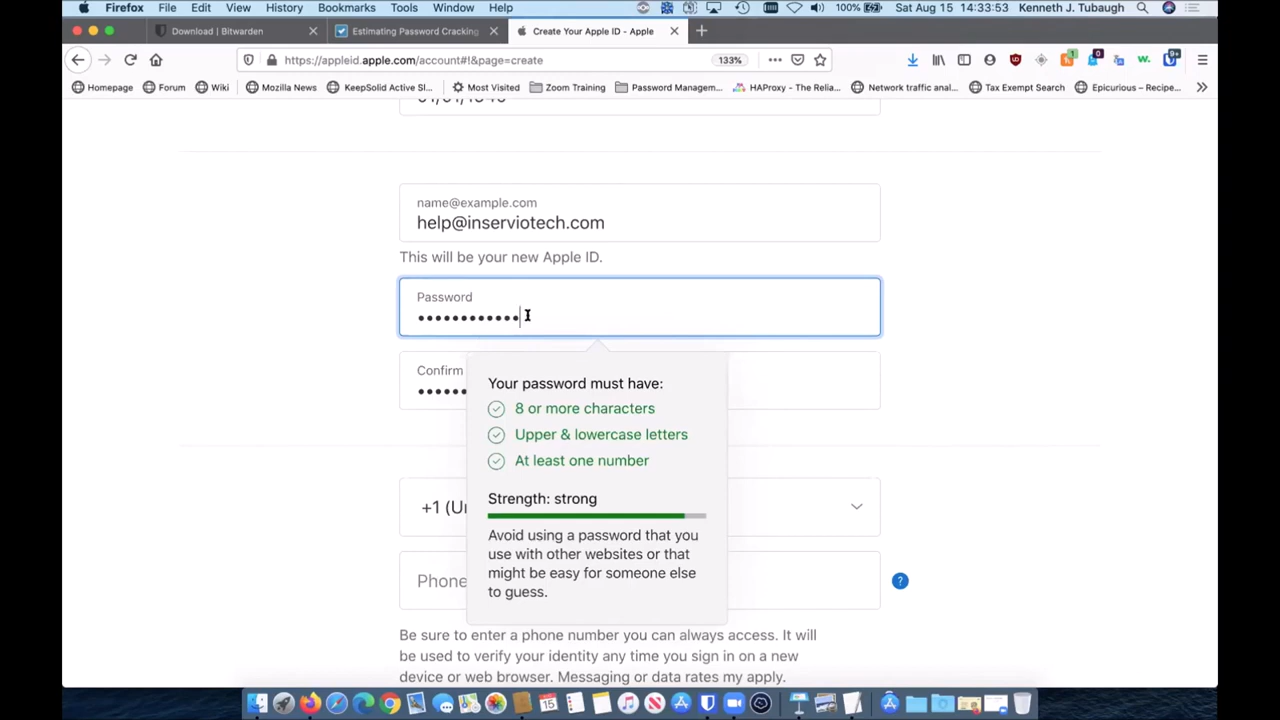 Firefox File Edit View History Bookmarks Tools Window Help 100% Sat Aug 15 14:33:53 Kenneth J. Tubaugh
Download | Bitwarden Estimating Password Cracking Create Your Apple ID - Apple
https://appleid.apple.com/account#!&page=create 133%
Homepage Forum Wiki Mozilla News KeepSolid Active Sl... Most Visited Zoom Training Password Managem... HAProxy - The Relia... Network traffic anal... Tax Exempt Search Epicurious – Recipe...
name@example.com
help@inserviotech.com
This will be your new Apple ID.
Password
••••••••••••
Confirm
Your password must have:
8 or more characters
Upper & lowercase letters
At least one number
Strength: strong
+1 (Un
Avoid using a password that you
use with other websites or that
might be easy for someone else
to guess.
Phone
?
Be sure to enter a phone number you can always access. It will
be used to verify your identity any time you sign in on a new
device or web browser. Messaging or data rates my apply.